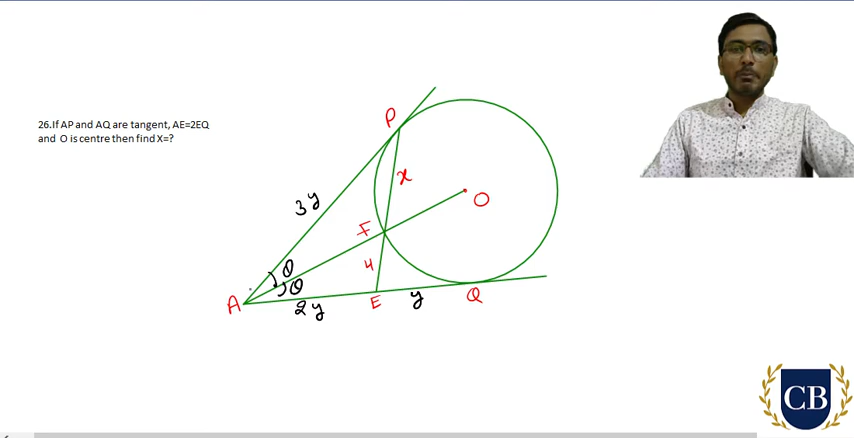 26.If AP and AQ are tangent, AE=2EQ
and O is centre then find X=?
P
x
O
3y
F
4
θ
θ
A
2y
E
y
Q
CB